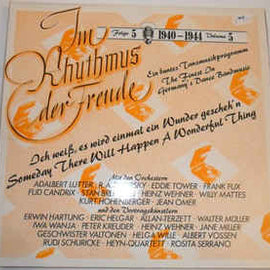 Im
Folge 5
1940-1944
Volume 5
Rhythmus
der Freude
Ein buntes Tanzmusikprogramm
The Finest In
Germany's Dance Bandmusic
Ich weiß, es wird einmal ein Wunder gescheh'n
Someday There Will Happen A Wonderful Thing
Mit den Orchestern
ADALBERT LUTTER, EDDIE TOWER, FRANK FUX
FUD CANDRIX, STAN BRE HEINZ WEHNER, WILLY MATTES
KURT HOHENBERGER, JEAN OMER
und den Vortragskünstlern
ERWIN HARTUNG, ERIC HELGAR, ALLAN TERZETT, WALTER MÜLLER
IWA WANJA, PETER KREUDER, HEINZ WEHNER, JANE MILLER
GESCHWISTER VALTONEN, HELGA WILLE, ALBERT VOSSEN
RUDI SCHURICKE, HEYN-QUARTETT, ROSITA SERRANO